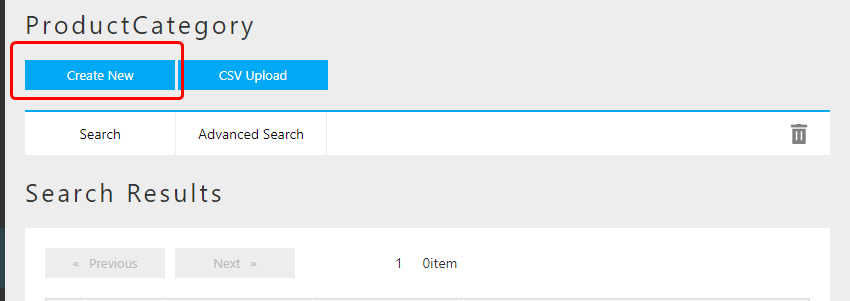 ProductCategory
Create New CSV Upload
Search Advanced Search
Search Results
« Previous Next » 1 0item